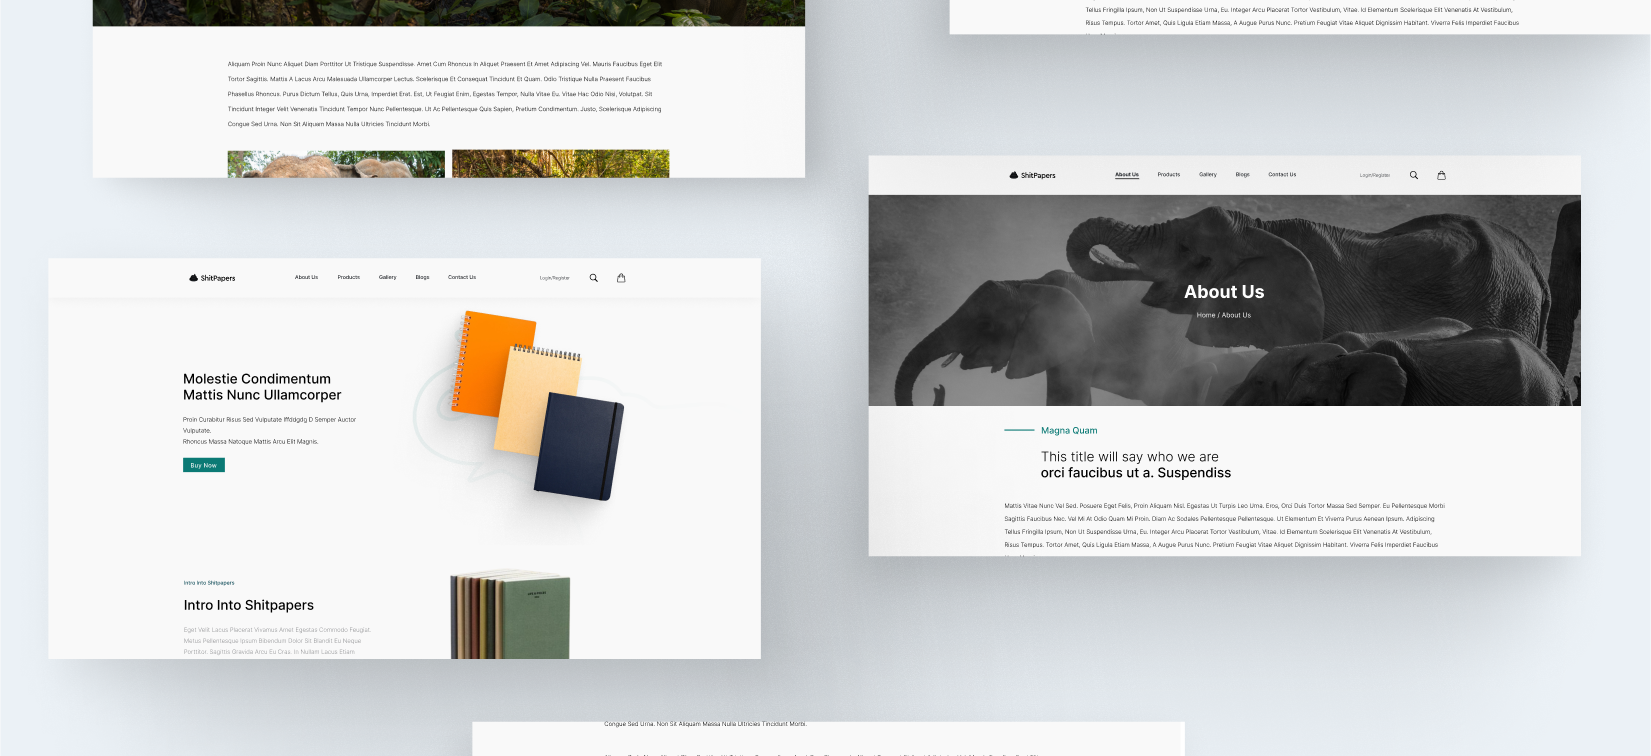 Aliquam Proin Nunc Aliquet Diam Porttitor Ut Tristique Suspendisse. Amet Cum Rhoncus In Aliquet Praesent Et Amet Adipiscing Vel. Mauris Faucibus Eget Elit
Tortor Sagittis. Mattis A Lacus Arcu Malesuada Ullamcorper Lectus. Scelerisque Et Consequat Tincidunt Et Quam. Odio Tristique Nulla Praesent Faucibus
Phasellus Rhoncus. Purus Dictum Tellus, Quis Urna, Imperdiet Erat. Est, Ut Feugiat Enim, Egestas Tempor, Nulla Vitae Eu. Vitae Hac Odio Nisi, Volutpat. Sit
Tincidunt Integer Velit Venenatis Tincidunt Tempor Nunc Pellentesque. Ut Ac Pellentesque Quis Sapien, Pretium Condimentum. Justo, Scelerisque Adipiscing
Congue Sed Urna. Non Sit Aliquam Massa Nulla Ultricies Tincidunt Morbi.
Tellus Fringilla Ipsum, Non Ut Suspendisse Urna, Eu. Integer Arcu Placerat Tortor Vestibulum, Vitae. Id Elementum Scelerisque Elit Venenatis At Vestibulum,
Risus Tempus. Tortor Amet, Quis Ligula Etiam Massa, A Augue Purus Nunc. Pretium Feugiat Vitae Aliquet Dignissim Habitant. Viverra Felis Imperdiet Faucibus
ShitPapers
About Us
Products
Gallery
Blogs
Contact Us
Login/Register
Molestie Condimentum
Mattis Nunc Ullamcorper
Proin Curabitur Risus Sed Vulputate Iffddgdg D Semper Auctor
Vulputate.
Rhoncus Massa Natoque Mattis Arcu Elit Magnis.
Buy Now
Intro Into Shitpapers
Intro Into Shitpapers
Eget Velit Lacus Placerat Vivamus Amet Egestas Commodo Feugiat.
Metus Pellentesque Ipsum Bibendum Dolor Sit Blandit Eu Neque
Porttitor. Sagittis Gravida Arcu Eu Cras. In Nullam Lacus Etiam
ShitPapers
About Us
Products
Gallery
Blogs
Contact Us
Login/Register
About Us
Home / About Us
Magna Quam
This title will say who we are
orci faucibus ut a. Suspendiss
Mattis Vitae Nunc Vel Sed. Posuere Eget Felis, Proin Aliquam Nisl. Egestas Ut Turpis Leo Urna. Eros, Orci Duis Tortor Massa Sed Semper. Eu Pellentesque Morbi
Sagittis Faucibus Nec. Vel Mi At Odio Quam Mi Proin. Diam Ac Sodales Pellentesque Pellentesque. Ut Elementum Et Viverra Purus Aenean Ipsum. Adipiscing
Tellus Fringilla Ipsum, Non Ut Suspendisse Urna, Eu. Integer Arcu Placerat Tortor Vestibulum, Vitae. Id Elementum Scelerisque Elit Venenatis At Vestibulum,
Risus Tempus. Tortor Amet, Quis Ligula Etiam Massa, A Augue Purus Nunc. Pretium Feugiat Vitae Aliquet Dignissim Habitant. Viverra Felis Imperdiet Faucibus
Congue Sed Urna. Non Sit Aliquam Massa Nulla Ultricies Tincidunt Morbi.